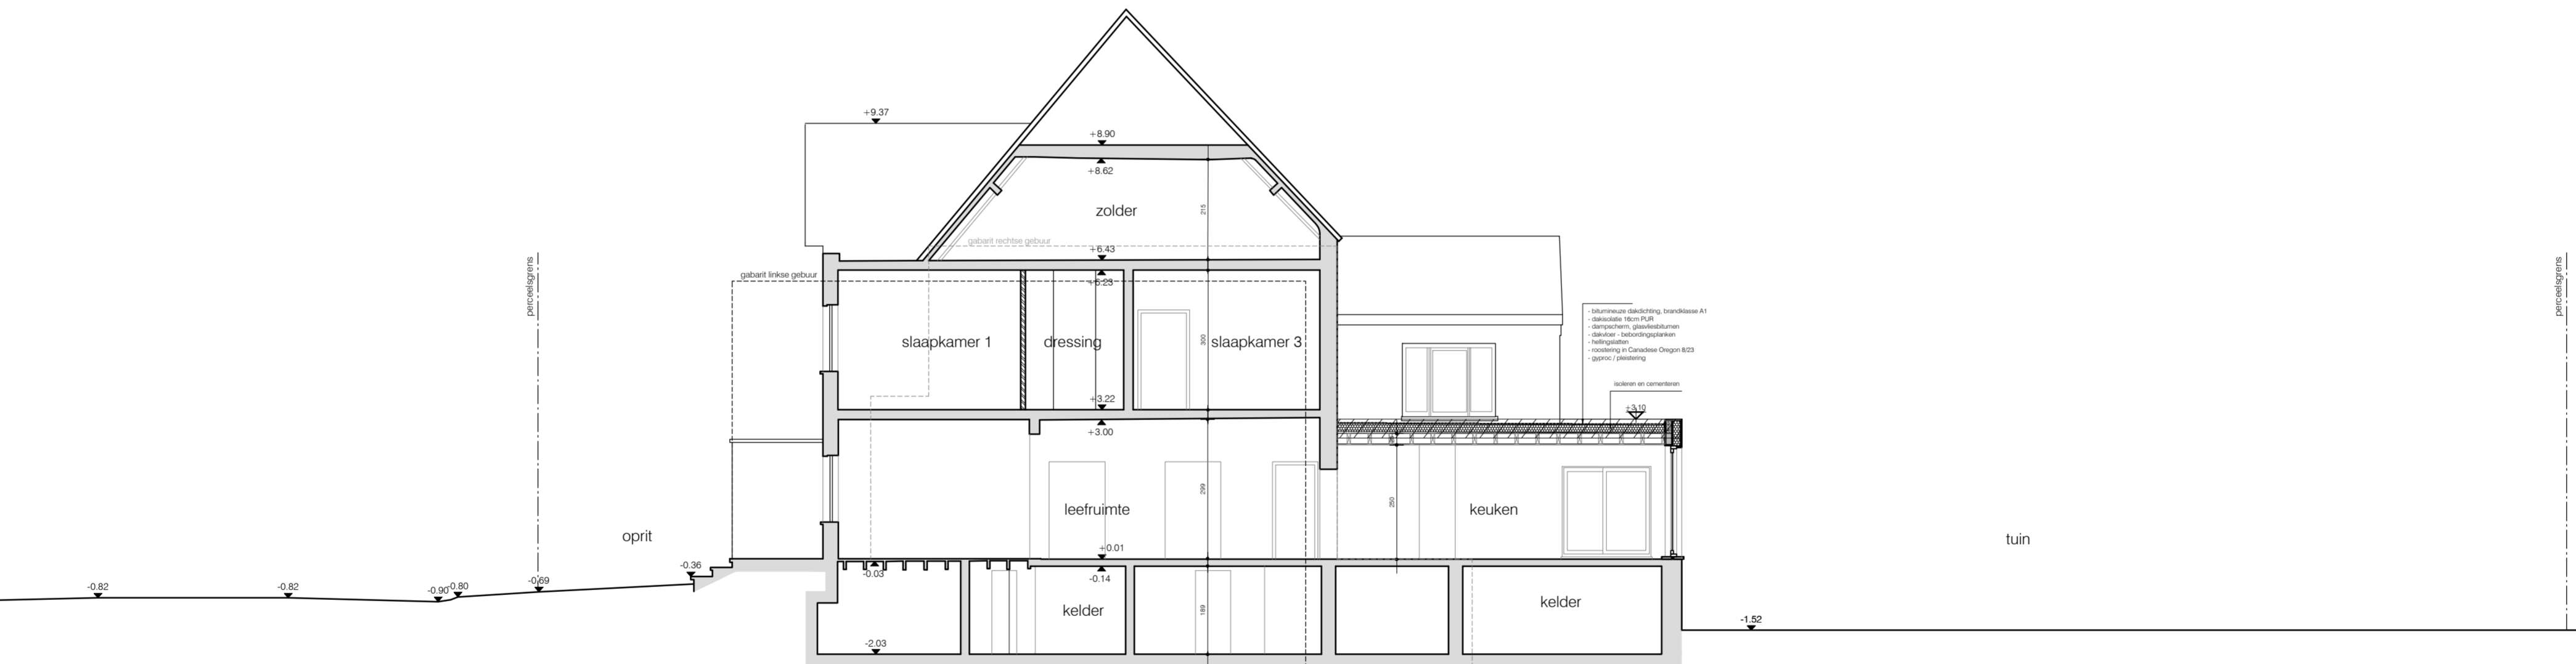 +9.37
+8.90
+8.62
zolder
215
gabarit rechtse gebuur
+6.43
perceelsgrens
perceelsgrens
gabarit linkse gebuur
+6.23
- bitumineuze dakdichting, brandklasse A1
- dakisolatie 16cm PUR
- dampscherm, glasvliesbitumen
- dakvloer - bebordingsplanken
- hellingslatten
- roostering in Canadese Oregon 8/23
- gyproc / pleistering
slaapkamer 1
dressing
300
slaapkamer 3
isoleren en cementeren
+3.22
+3.10
+3.00
299
250
leefruimte
keuken
oprit
tuin
+0.01
-0.36
-0.03
-0.14
-0.82
-0.82
-0.90
-0.80
-0.69
kelder
189
kelder
-1.52
-2.03